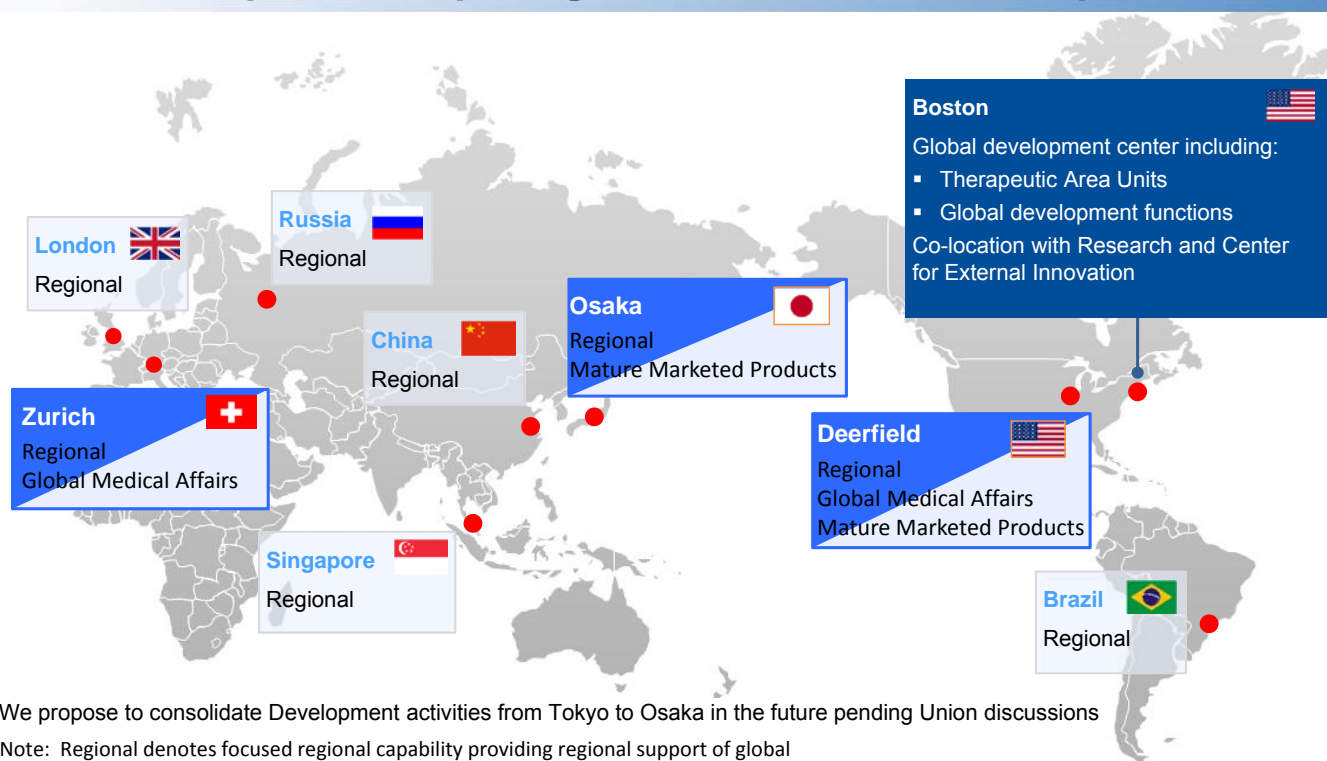 Boston
Global development center including:
▪ Therapeutic Area Units
▪ Global development functions
Co-location with Research and Center
for External Innovation
Russia
Regional
London
Regional
Osaka
Regional
Mature Marketed Products
China
Regional
Zurich
Regional
Global Medical Affairs
Deerfield
Regional
Global Medical Affairs
Mature Marketed Products
Singapore
Regional
Brazil
Regional
We propose to consolidate Development activities from Tokyo to Osaka in the future pending Union discussions
Note: Regional denotes focused regional capability providing regional support of global